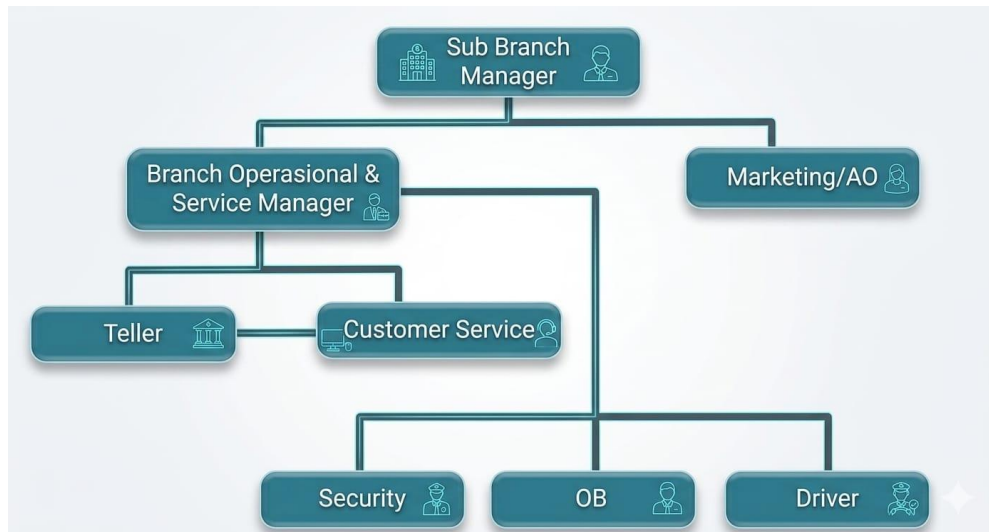 Sub Branch
Manager
Branch Operasional &
Service Manager
Marketing/AO
Teller
Customer Service
Security
OB
Driver